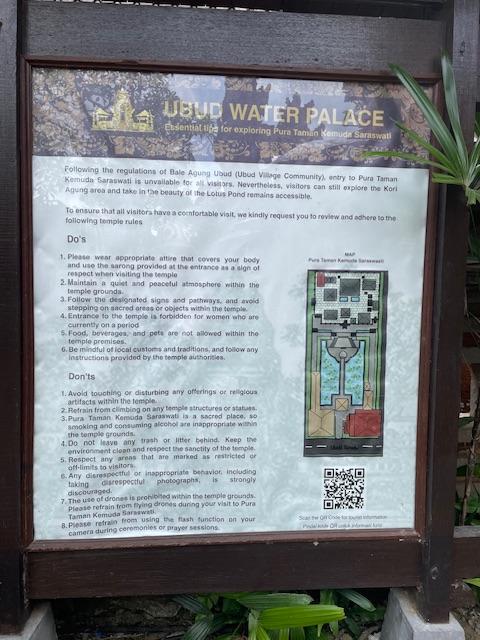 UBUD WATER PALACE
Essential tips for exploring Pura Taman Kemuda Saraswati
Following the regulations of Bale Agung Ubud (Ubud Village Community), entry to Pura Taman
Kemuda Saraswati is unvailable for all visitors. Nevertheless, visitors can still explore the Kori
Agung area and take in the beauty of the Lotus Pond remains accessible.
To ensure that all visitors have a comfortable visit, we kindly request you to review and adhere to the
following temple rules
Do's
1. Please wear appropriate attire that covers your body
and use the sarong provided at the entrance as a sign of
respect when visiting the temple
2. Maintain a quiet and peaceful atmosphere within the
temple grounds.
3. Follow the designated signs and pathways, and avoid
stepping on sacred areas or objects within the temple.
4. Entrance to the temple is forbidden for women who are
currently on a period
5. Food, beverages, and pets are not allowed within the
temple premises.
6. Be mindful of local customs and traditions, and follow any
instructions provided by the temple authorities.
Don'ts
1. Avoid touching or disturbing any offerings or religious
artifacts within the temple.
2. Refrain from climbing on any temple structures or statues.
3. Pura Taman Kemuda Saraswati is a sacred place, so
smoking and consuming alcohol are inappropriate within
the temple grounds.
4. Do not leave any trash or litter behind. Keep the
environment clean and respect the sanctity of the temple.
5. Respect any areas that are marked as restricted or
off-limits to visitors.
6. Any disrespectful or inappropriate behavior, including
taking disrespectful photographs, is strongly
discouraged.
7. The use of drones is prohibited within the temple grounds.
Please refrain from flying drones during your visit to Pura
Taman Kemuda Saraswati.
8. Please refrain from using the flash function on your
camera during ceremonies or prayer sessions.
MAP
Pura Taman Kemuda Saraswati
Scan the QR Code for tourist information
Pindai kode QR untuk informasi turis